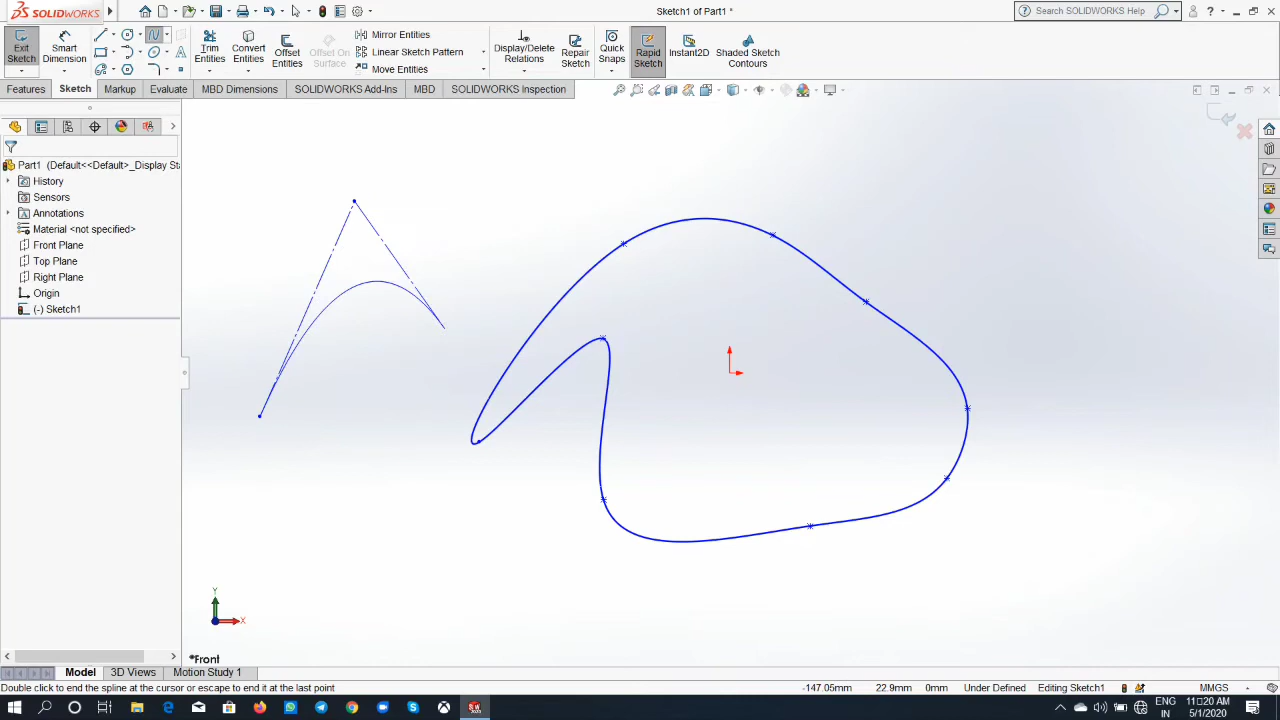 SOLIDWORKS
Sketch1 of Part1 *
Search SOLIDWORKS Help
Exit Sketch
Smart Dimension
Trim Entities
Convert Entities
Offset Entities
Offset On Surface
Mirror Entities
Linear Sketch Pattern
Move Entities
Display/Delete Relations
Repair Sketch
Quick Snaps
Rapid Sketch
Instant2D
Shaded Sketch Contours
Features
Sketch
Markup
Evaluate
MBD Dimensions
SOLIDWORKS Add-Ins
MBD
SOLIDWORKS Inspection
Part1 (Default<<Default>_Display St
History
Sensors
Annotations
Material <not specified>
Front Plane
Top Plane
Right Plane
Origin
(-) Sketch1
Y
X
*Front
Model
3D Views
Motion Study 1
Double click to end the spline at the cursor or escape to end it at the last point
-147.05mm
22.9mm
0mm
Under Defined
Editing Sketch1
MMGS
ENG
IN
11:20 AM
5/1/2020